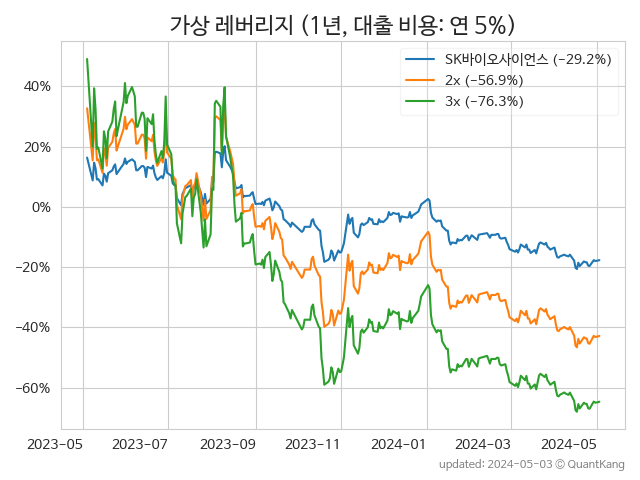 가상 레버리지 (1년, 대출 비용: 연 5%)
SK바이오사이언스 (−29.2%)
2x (−56.9%)
3x (−76.3%)
40%
20%
0%
−20%
−40%
−60%
2023-05 2023-07 2023-09 2023-11 2024-01 2024-03 2024-05
updated: 2024-05-03 © QuantKang